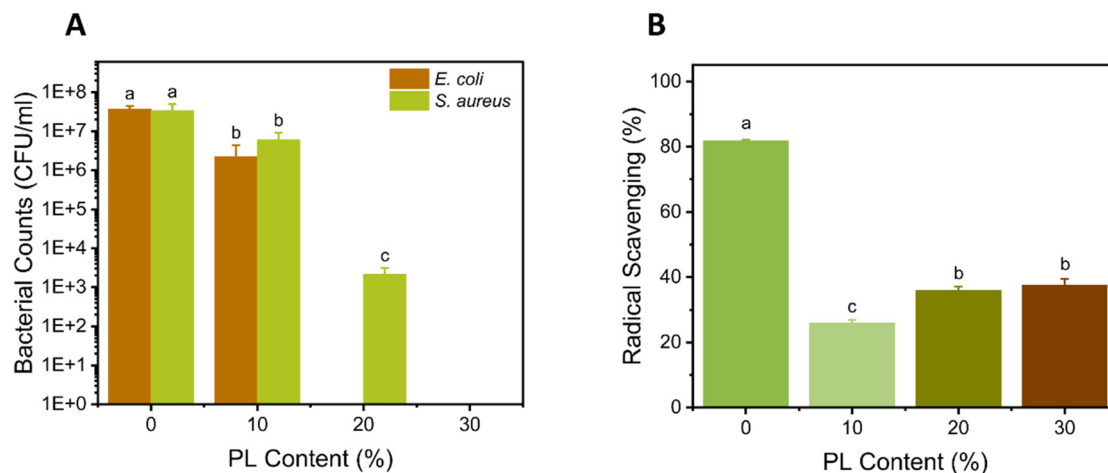 A
Bacterial Counts (CFU/ml)
1E+8
1E+7
1E+6
1E+5
1E+4
1E+3
1E+2
1E+1
1E+0
E. coli
S. aureus
a a
b b
c
0 10 20 30
PL Content (%)
B
Radical Scavenging (%)
100
80
60
40
20
0
a
c
b
b
0 10 20 30
PL Content (%)